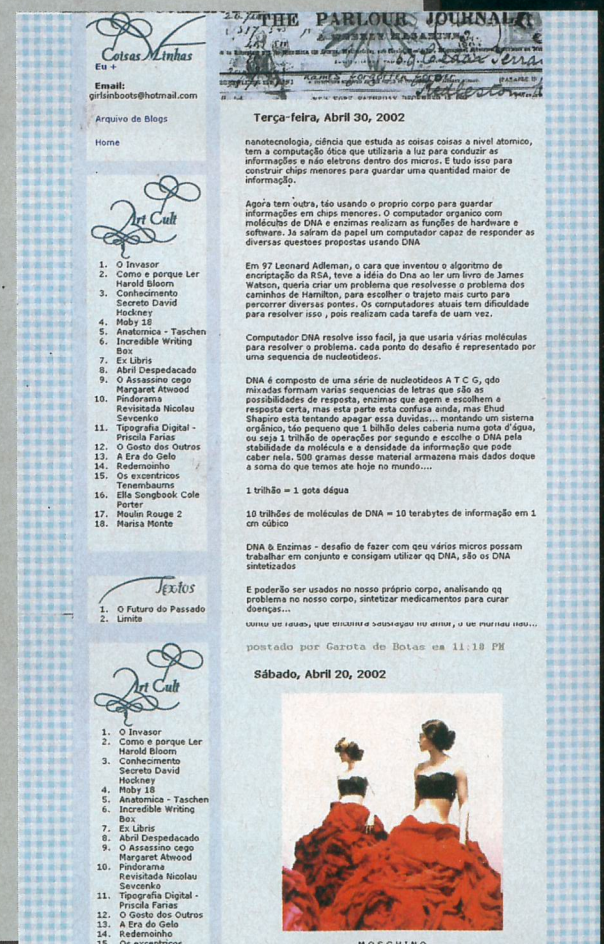 Coisas Minhas
Eu +
Email:
girlsinboots@hotmail.com
Arquivo de Blogs
Home
Art Cult
1. O Invasor
2. Como e porque Ler
Harold Bloom
3. Conhecimento
Secreto David
Hockney
4. Moby 18
5. Anatomica - Taschen
6. Incredible Writing
Box
7. Ex Libris
8. Abril Despedacado
9. O Assassino cego
Margaret Atwood
10. Pindorama
Revisitada Nicolau
Sevcenko
11. Tipografia Digital -
Priscila Farias
12. O Gosto dos Outros
13. A Era do Gelo
14. Redemoinho
15. Os excentricos
Tenembaums
16. Ella Songbook Cole
Porter
17. Moulin Rouge 2
18. Marisa Monte
Textos
1. O Futuro do Passado
2. Limite
Art Cult
1. O Invasor
2. Como e porque Ler
Harold Bloom
3. Conhecimento
Secreto David
Hockney
4. Moby 18
5. Anatomica - Taschen
6. Incredible Writing
Box
7. Ex Libris
8. Abril Despedacado
9. O Assassino cego
Margaret Atwood
10. Pindorama
Revisitada Nicolau
Sevcenko
11. Tipografia Digital -
Priscila Farias
12. O Gosto dos Outros
13. A Era do Gelo
14. Redemoinho
15. Os excentricos
THE PARLOUR JOURNAL
A WEEKLY MAGAZINE
Terça-feira, Abril 30, 2002
nanotecnologia, ciência que estuda as coisas coisas a nivel atomico,
tem a computação ótica que utilizaria a luz para conduzir as
informações e não eletrons dentro dos micros. E tudo isso para
construir chips menores para guardar uma quantidad maior de
informação.
Agora tem outra, tão usando o proprio corpo para guardar
informações em chips menores. O computador organico com
moléculas de DNA e enzimas realizam as funções de hardware e
software. Ja saíram da papel um computador capaz de responder as
diversas questoes propostas usando DNA
Em 97 Leonard Adleman, o cara que inventou o algoritmo de
encriptação da RSA, teve a idéia do Dna ao ler um livro de James
Watson, queria criar um problema que resolvesse o problema dos
caminhos de Hamilton, para escolher o trajeto mais curto para
percorrer diversas pontes. Os computadores atuais tem dificuldade
para resolver isso , pois realizam cada tarefa de uam vez.
Computador DNA resolve isso facil, ja que usaria várias moléculas
para resolver o problema. cada ponto do desafio é representado por
uma sequencia de nucleotideos.
DNA é composto de uma série de nucleotideos A T C G, qdo
mixadas formam varias sequencias de letras que são as
possibilidades de resposta, enzimas que agem e escolhem a
resposta certa, mas esta parte esta confusa ainda, mas Ehud
Shapiro esta tentando apagar essa duvidas... montando um sistema
orgânico, tão pequeno que 1 bilhão deles caberia numa gota d'água,
ou seja 1 trilhão de operações por segundo e escolhe o DNA pela
stabilidade da molécula e a densidade da informação que pode
caber nela. 500 gramas desse material armazena mais dados doque
a soma do que temos ate hoje no mundo....
1 trilhão = 1 gota dágua
10 trilhões de moléculas de DNA = 10 terabytes de informação em 1
cm cúbico
DNA & Enzimas - desafio de fazer com qeu vários micros possam
trabalhar em conjunto e consigam utilizar qq DNA, são os DNA
sintetizados
E poderão ser usados no nosso próprio corpo, analisando qq
problema no nosso corpo, sintetizar medicamentos para curar
doenças...
conto de fadas, que encontra satisfação no amor, o de Murnau não...
postado por Garota de Botas em 11:18 PM
Sábado, Abril 20, 2002
MOSCHINO